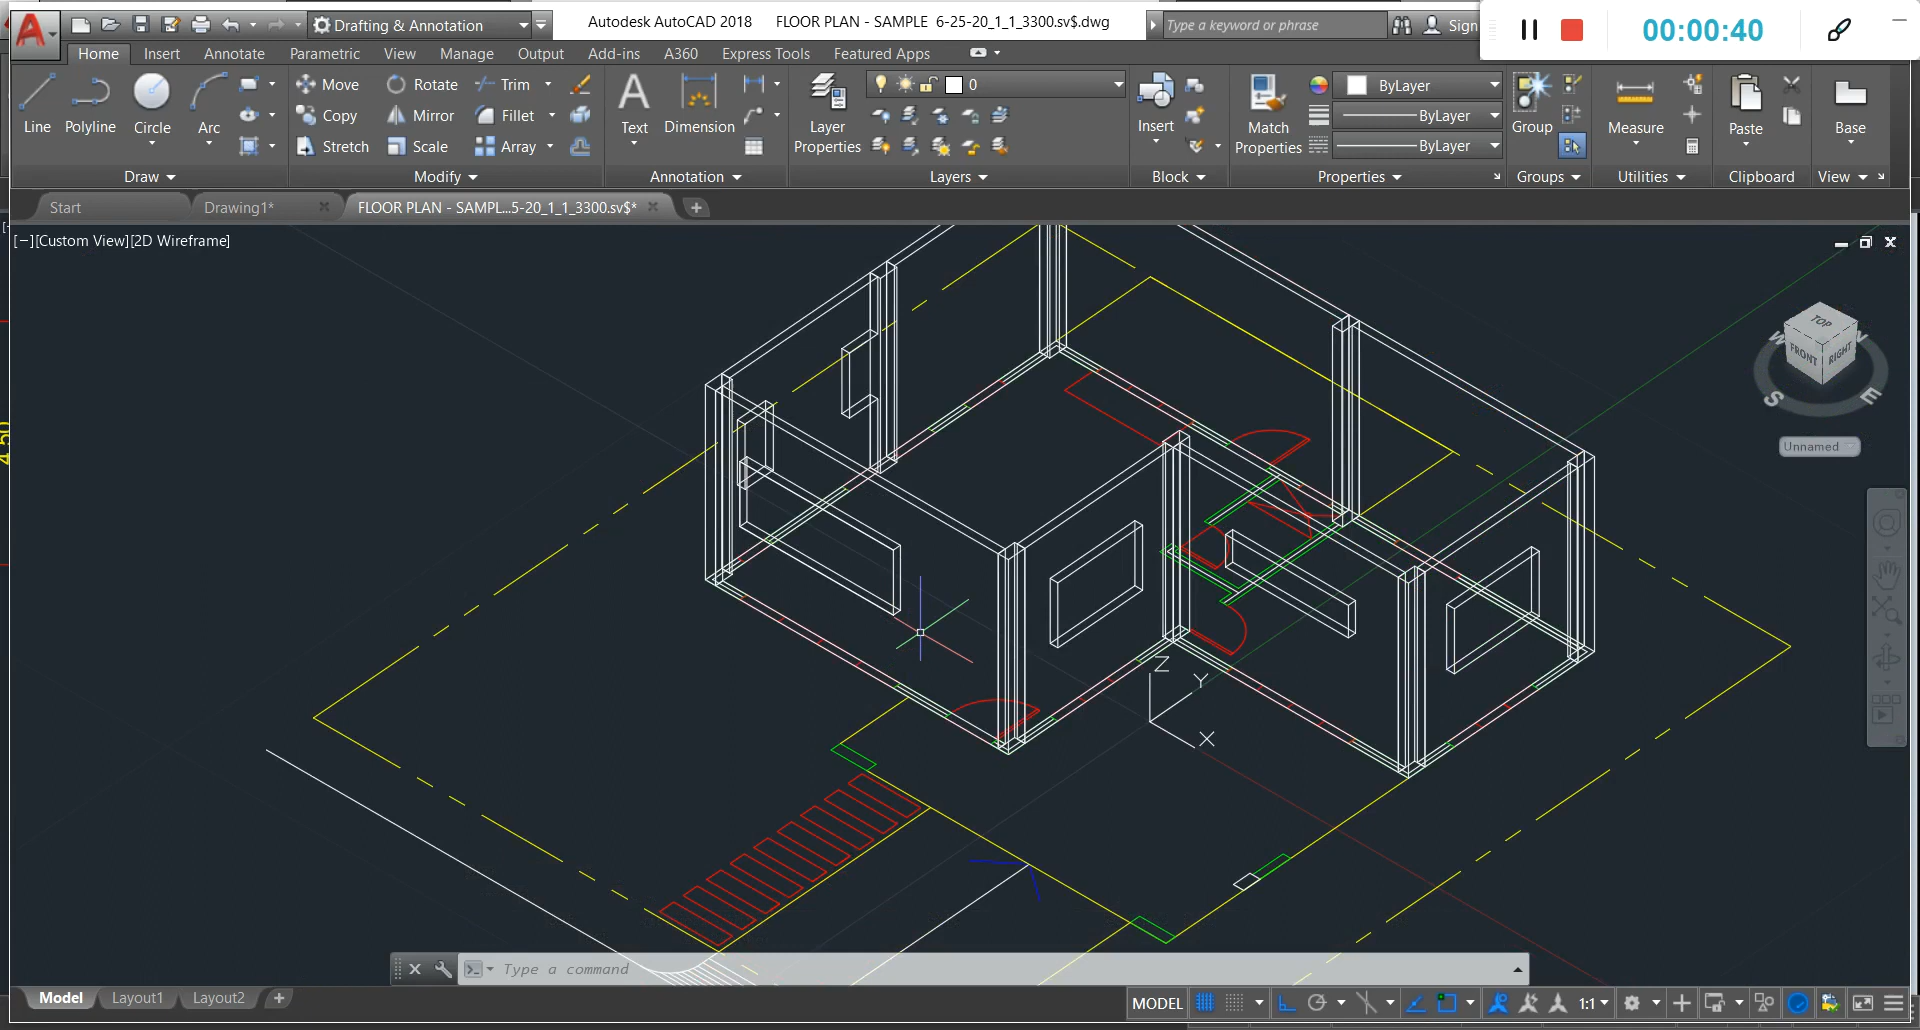 Drafting & Annotation
Autodesk AutoCAD 2018 FLOOR PLAN - SAMPLE 6-25-20_1_1_3300.sv$.dwg
Type a keyword or phrase
Sign
00:00:40
Home Insert Annotate Parametric View Manage Output Add-ins A360 Express Tools Featured Apps
Line Polyline Circle Arc
Move Rotate Trim
Copy Mirror Fillet
Stretch Scale Array
Text Dimension
Layer Properties
0
Insert
Match Properties
ByLayer
ByLayer
ByLayer
Group
Measure
Paste
Base
Draw Modify Annotation Layers Block Properties Groups Utilities Clipboard View
Start Drawing1* FLOOR PLAN - SAMPL...5-20_1_1_3300.sv$*
[−][Custom View][2D Wireframe]
TOP
FRONT RIGHT
W
S E
Unnamed
4.50
Z
Y
X
Type a command
Model Layout1 Layout2
MODEL
1:1